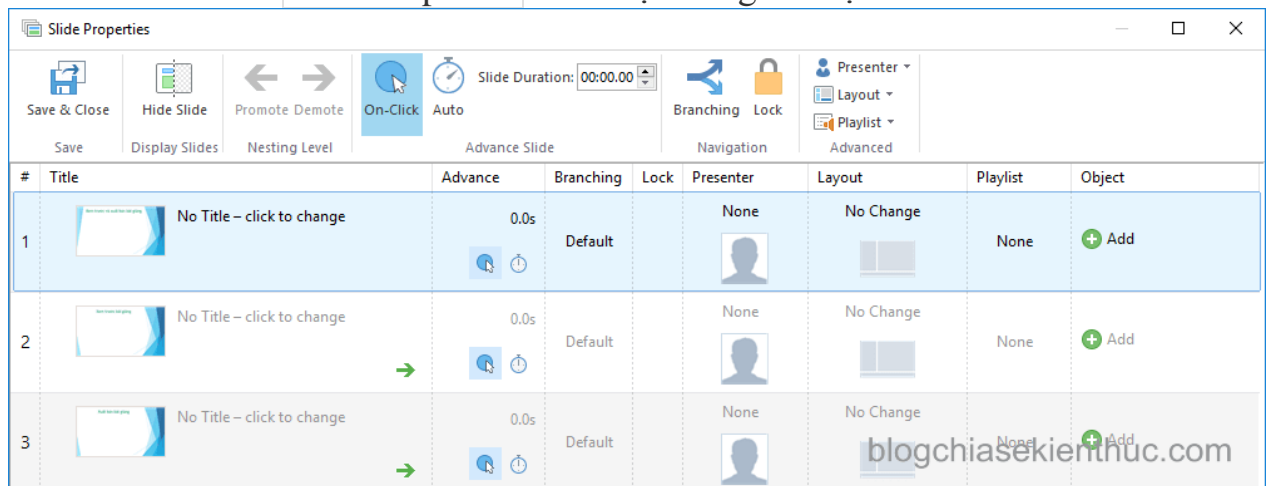 Slide Properties
Save & Close
Hide Slide
Promote Demote
On-Click
Auto
Slide Duration: 00:00.00
Branching
Lock
Presenter
Layout
Playlist
Save
Display Slides
Nesting Level
Advance Slide
Navigation
Advanced
# Title Advance Branching Lock Presenter Layout Playlist Object
1 No Title – click to change 0.0s Default None No Change None Add
2 No Title – click to change 0.0s Default None No Change None Add
3 No Title – click to change 0.0s Default None No Change None Add
blogchiasekienthuc.com